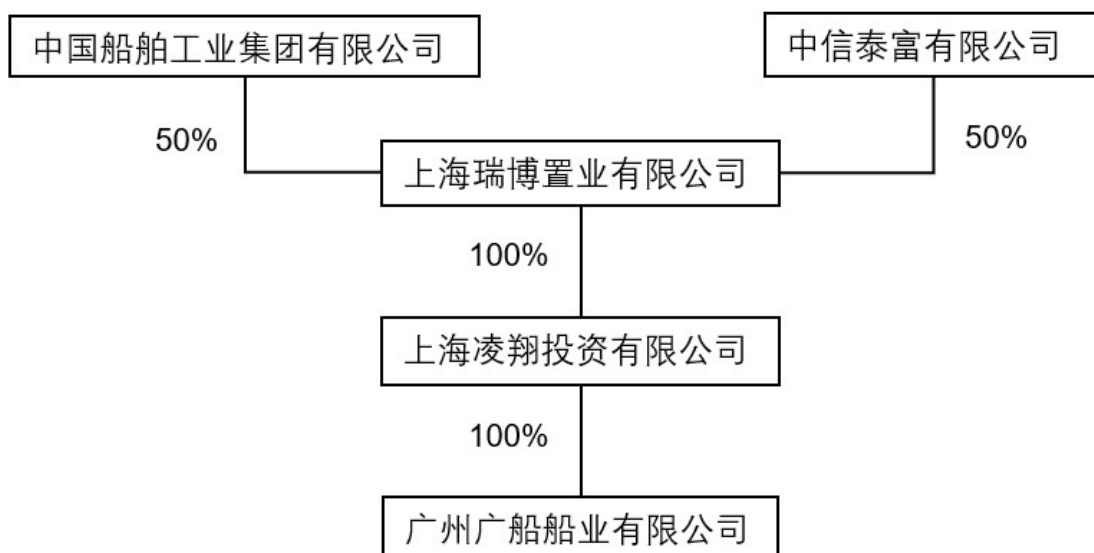 中国船舶工业集团有限公司
中信泰富有限公司
50%
50%
上海瑞博置业有限公司
100%
上海凌翔投资有限公司
100%
广州广船船业有限公司